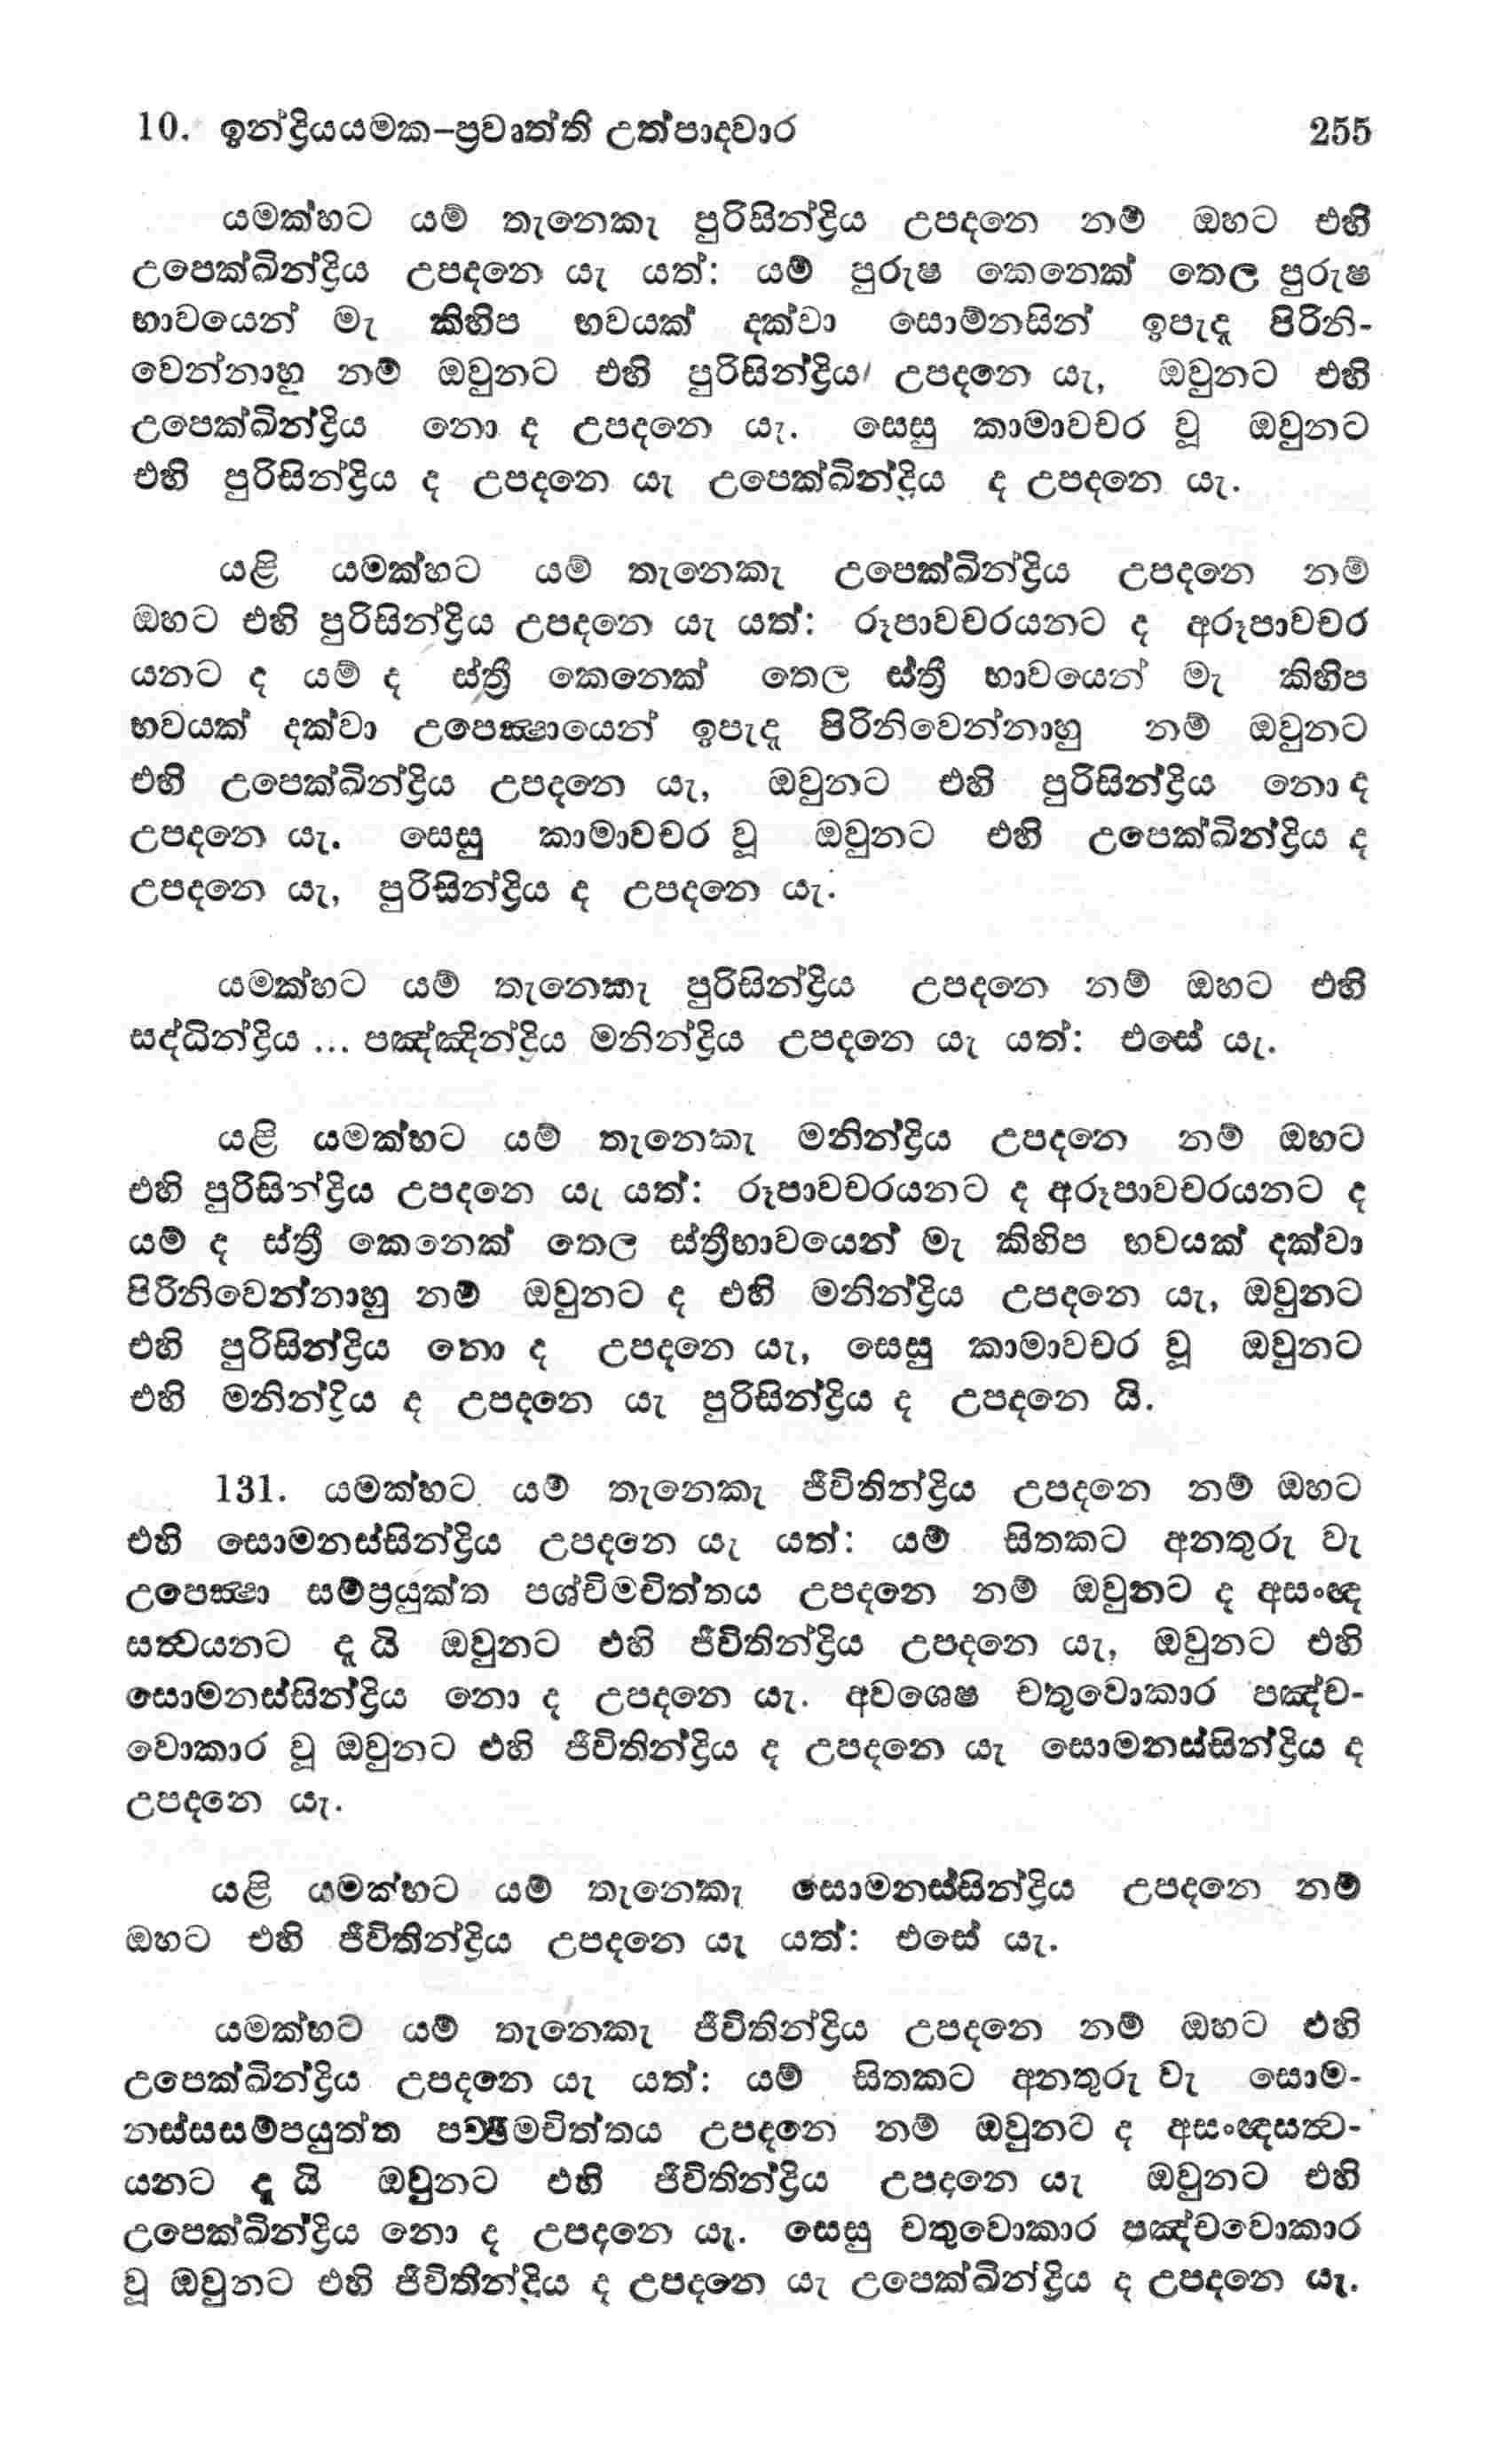 10. ඉන්ද්‍රියයමක–ප්‍රවෘත්ති උත්පාදවාර 255
යමක්හට යම් තැනෙකැ පුරිසින්ද්‍රිය උපදනෙ නම් ඔහට එහි
උපෙක්ඛින්ද්‍රිය උපදනෙ යැ යත්: යම් පුරුෂ කෙනෙක් තෙල පුරුෂ
භාවයෙන් මැ කිහිප භවයක් දක්වා සොම්නසින් ඉපැදූ පිරිනි-
වෙන්නාහු නම් ඔවුනට එහි පුරිසින්ද්‍රිය උපදනෙ යැ, ඔවුනට එහි
උපෙක්ඛින්ද්‍රිය නො ද උපදනෙ යැ. සෙසු කාමාවචර වූ ඔවුනට
එහි පුරිසින්ද්‍රිය ද උපදනෙ යැ උපෙක්ඛින්ද්‍රිය ද උපදනෙ යැ.
යළි යමක්හට යම් තැනෙකැ උපෙක්ඛින්ද්‍රිය උපදනෙ නම්
ඔහට එහි පුරිසින්ද්‍රිය උපදනෙ යැ යත්: රූපාවචරයනට ද අරූපාවචර
යනට ද යම් ද ස්ත්‍රී කෙනෙක් තෙල ස්ත්‍රී භාවයෙන් මැ කිහිප
භවයක් දක්වා උපෙක්‍ෂායෙන් ඉපැදූ පිරිනිවෙන්නාහු නම් ඔවුනට
එහි උපෙක්ඛින්ද්‍රිය උපදනෙ යැ, ඔවුනට එහි පුරිසින්ද්‍රිය නො ද
උපදනෙ යැ. සෙසු කාමාවචර වූ ඔවුනට එහි උපෙක්ඛින්ද්‍රිය ද
උපදනෙ යැ, පුරිසින්ද්‍රිය ද උපදනෙ යැ.
යමක්හට යම් තැනෙකැ පුරිසින්ද්‍රිය උපදනෙ නම් ඔහට එහි
සද්ධින්ද්‍රිය ... පඤ්ඤින්ද්‍රිය මනින්ද්‍රිය උපදනෙ යැ යත්: එසේ යැ.
යළි යමක්හට යම් තැනෙකැ මනින්ද්‍රිය උපදනෙ නම් ඔහට
එහි පුරිසින්ද්‍රිය උපදනෙ යැ යත්: රූපාවචරයනට ද අරූපාවචරයනට ද
යම් ද ස්ත්‍රී කෙනෙක් තෙල ස්ත්‍රීභාවයෙන් මැ කිහිප භවයක් දක්වා
පිරිනිවෙන්නාහු නම් ඔවුනට ද එහි මනින්ද්‍රිය උපදනෙ යැ, ඔවුනට
එහි පුරිසින්ද්‍රිය නො ද උපදනෙ යැ, සෙසු කාමාවචර වූ ඔවුනට
එහි මනින්ද්‍රිය ද උපදනෙ යැ පුරිසින්ද්‍රිය ද උපදනෙ යි.
131. යමක්හට යම් තැනෙකැ ජීවිතින්ද්‍රිය උපදනෙ නම් ඔහට
එහි සොමනස්සින්ද්‍රිය උපදනෙ යැ යත්: යම් සිතකට අනතුරු වැ
උපෙක්‍ෂා සම්ප්‍රයුක්ත පශ්චිමචිත්තය උපදනෙ නම් ඔවුනට ද අසංඥ
සත්‍වයනට දූ යි ඔවුනට එහි ජීවිතින්ද්‍රිය උපදනෙ යැ, ඔවුනට එහි
සොමනස්සින්ද්‍රිය නො ද උපදනෙ යැ. අවශෙෂ චතුවොකාර පඤ්ච-
වොකාර වූ ඔවුනට එහි ජීවිතින්ද්‍රිය ද උපදනෙ යැ සොමනස්සින්ද්‍රිය ද
උපදනෙ යැ.
යළි යමක්හට යම් තැනෙකැ සොමනස්සින්ද්‍රිය උපදනෙ නම්
ඔහට එහි ජීවිතින්ද්‍රිය උපදනෙ යැ යත්: එසේ යැ.
යමක්හට යම් තැනෙකැ ජීවිතින්ද්‍රිය උපදනෙ නම් ඔහට එහි
උපෙක්ඛින්ද්‍රිය උපදනෙ යැ යත්: යම් සිතකට අනතුරු වැ සොම-
නස්සසම්පයුත්ත උපදනෙ නම් ඔවුනට ද අසංඥසත්‍ව-
යනට දූ යි ඔවුනට එහි ජීවිතින්ද්‍රිය උපදනෙ යැ ඔවුනට එහි
උපෙක්ඛින්ද්‍රිය නො ද උපදනෙ යැ. සෙසු චතුවොකාර පඤ්චවොකාර
වූ ඔවුනට එහි ජීවිතින්ද්‍රිය ද උපදනෙ යැ උපෙක්ඛින්ද්‍රිය ද උපදනෙ යැ.